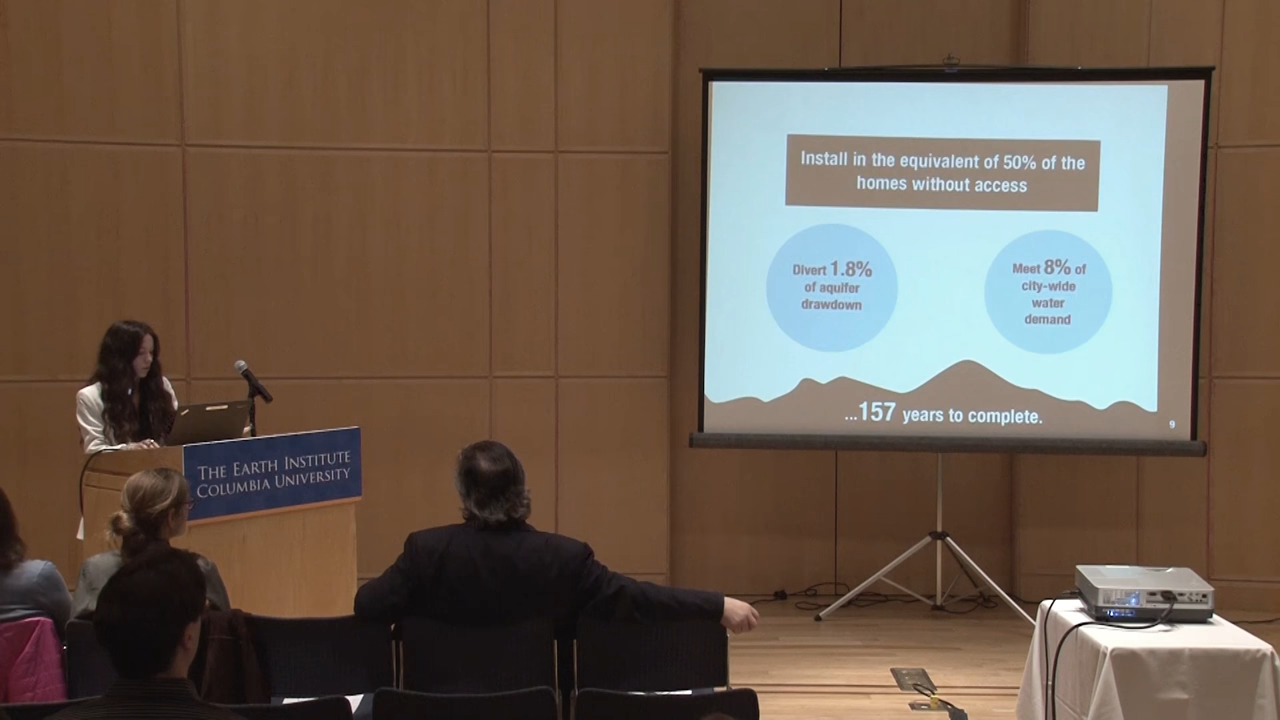 Install in the equivalent of 50% of the
homes without access
Divert 1.8%
of aquifer
drawdown
Meet 8% of
city-wide
water
demand
...157 years to complete.
9
THE EARTH INSTITUTE
COLUMBIA UNIVERSITY